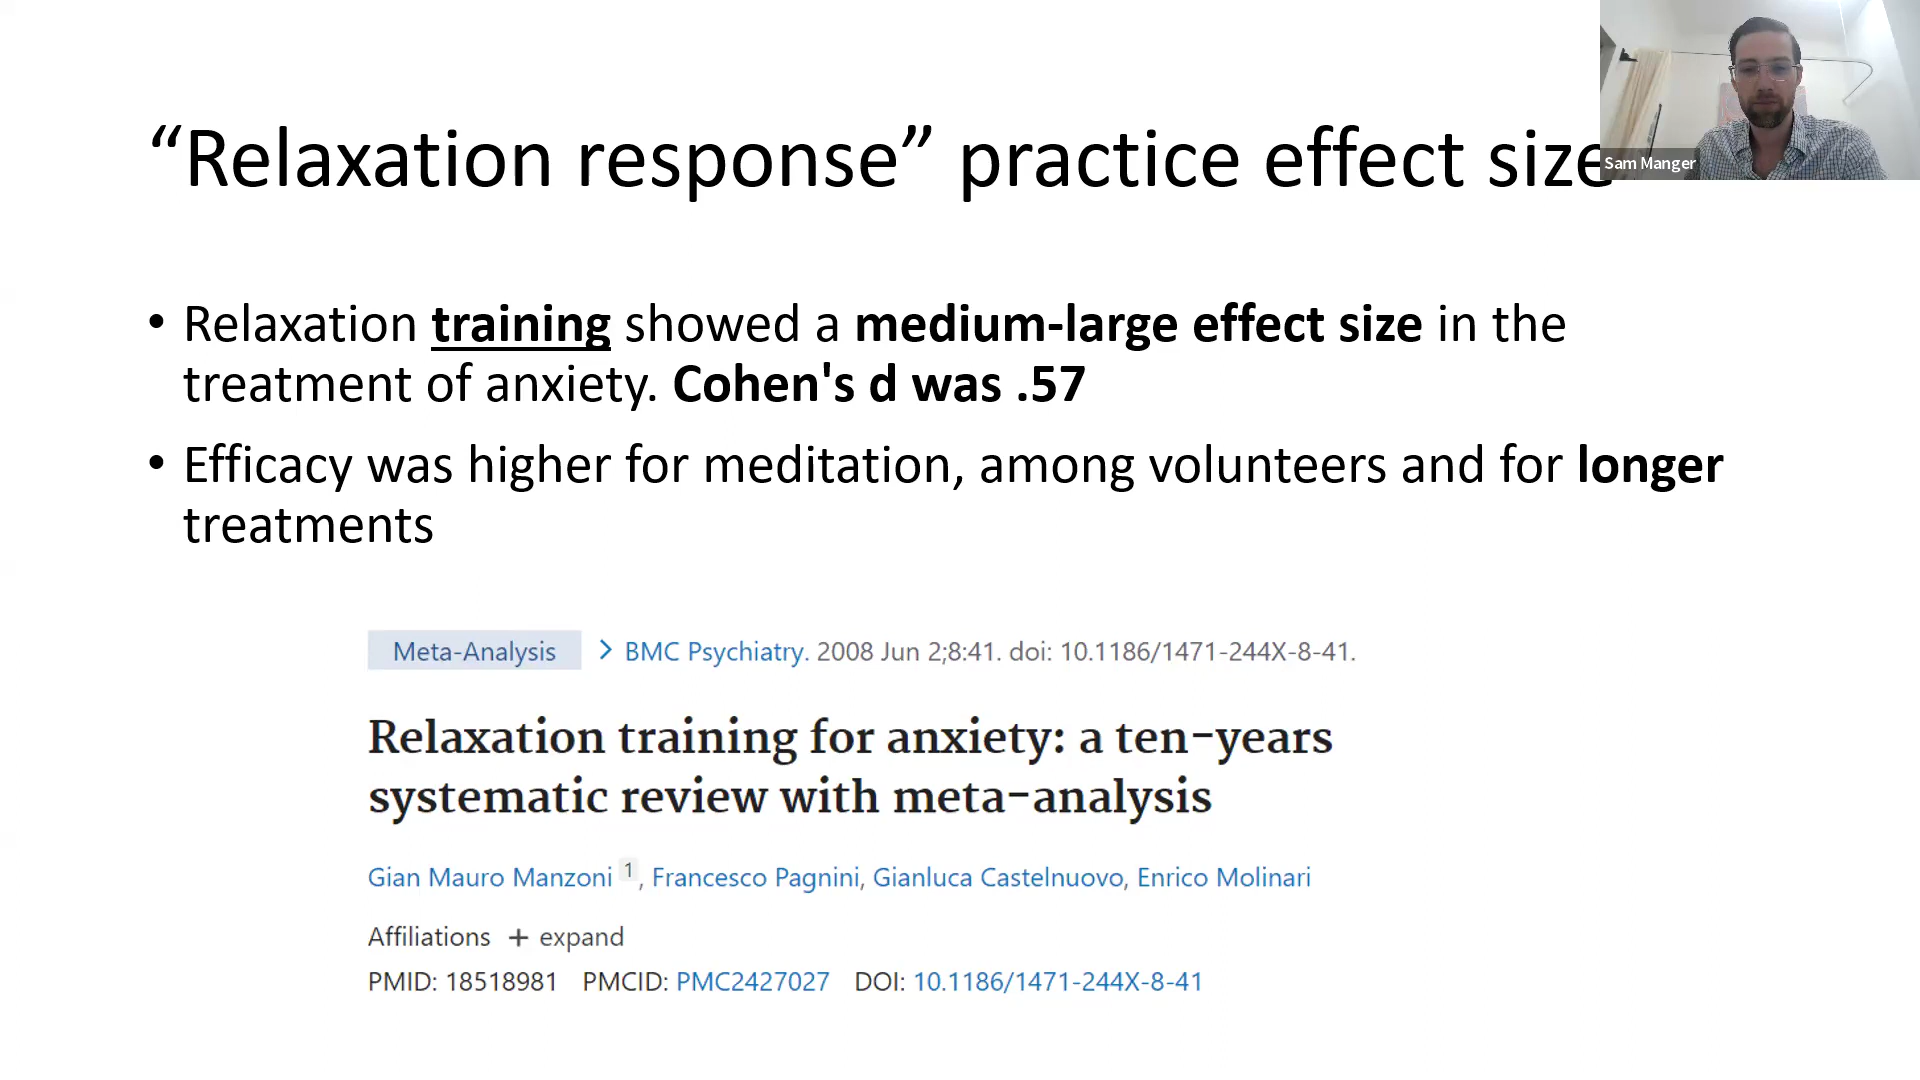 “Relaxation response” practice effect size
Sam Manger
• Relaxation training showed a medium-large effect size in the
treatment of anxiety. Cohen's d was .57
• Efficacy was higher for meditation, among volunteers and for longer
treatments
Meta-Analysis > BMC Psychiatry. 2008 Jun 2;8:41. doi: 10.1186/1471-244X-8-41.
Relaxation training for anxiety: a ten-years
systematic review with meta-analysis
Gian Mauro Manzoni 1, Francesco Pagnini, Gianluca Castelnuovo, Enrico Molinari
Affiliations + expand
PMID: 18518981 PMCID: PMC2427027 DOI: 10.1186/1471-244X-8-41